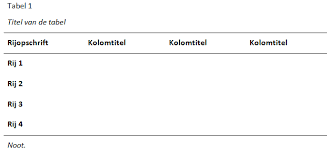 Tabel 1
Titel van de tabel
Rijopschrift Kolomtitel Kolomtitel Kolomtitel
Rij 1
Rij 2
Rij 3
Rij 4
Noot.